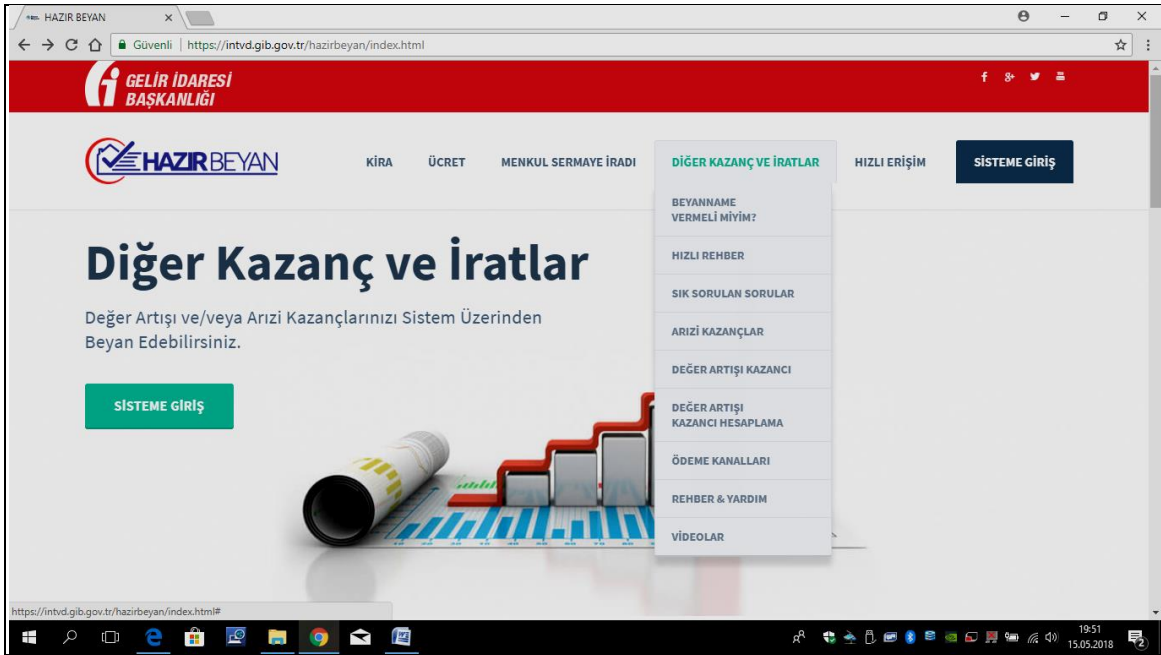 HAZIR BEYAN
Güvenli | https://intvd.gib.gov.tr/hazirbeyan/index.html
GELİR İDARESİ
BAŞKANLIĞI
HAZIRBEYAN
KİRA
ÜCRET
MENKUL SERMAYE İRADI
DİĞER KAZANÇ VE İRATLAR
HIZLI ERİŞİM
SİSTEME GİRİŞ
BEYANNAME
VERMELİ MİYİM?
HIZLI REHBER
SIK SORULAN SORULAR
ARIZİ KAZANÇLAR
DEĞER ARTIŞI KAZANCI
DEĞER ARTIŞI
KAZANCI HESAPLAMA
ÖDEME KANALLARI
REHBER & YARDIM
VİDEOLAR
Diğer Kazanç ve İratlar
Değer Artışı ve/veya Arızi Kazançlarınızı Sistem Üzerinden
Beyan Edebilirsiniz.
SİSTEME GİRİŞ
https://intvd.gib.gov.tr/hazirbeyan/index.html#
19:51
15.05.2018